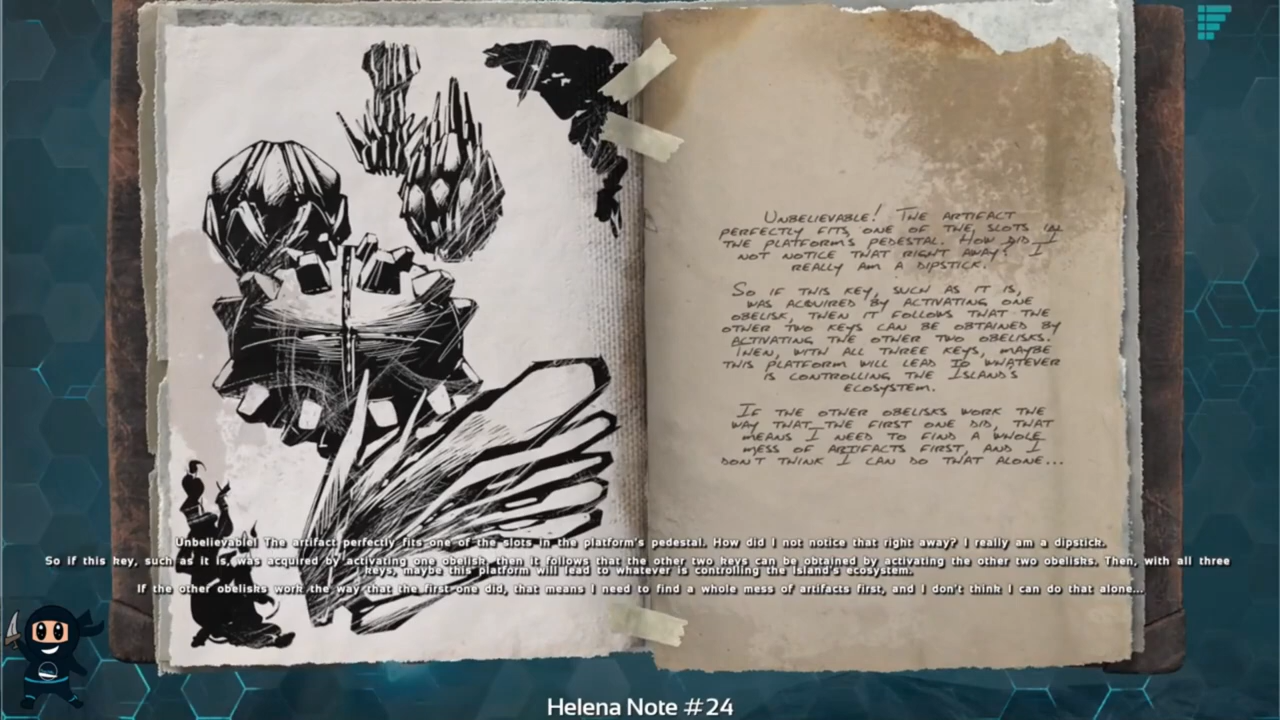 UNBELIEVABLE! THE ARTIFACT
PERFECTLY FITS ONE OF THE SLOTS IN
THE PLATFORM'S PEDESTAL. HOW DID I
NOT NOTICE THAT RIGHT AWAY? I
REALLY AM A DIPSTICK.
SO IF THIS KEY, SUCH AS IT IS,
WAS ACQUIRED BY ACTIVATING ONE
OBELISK, THEN IT FOLLOWS THAT THE
OTHER TWO KEYS CAN BE OBTAINED BY
ACTIVATING THE OTHER TWO OBELISKS.
THEN, WITH ALL THREE KEYS, MAYBE
THIS PLATFORM WILL LEAD TO WHATEVER
IS CONTROLLING THE ISLAND'S
ECOSYSTEM.
IF THE OTHER OBELISKS WORK THE
WAY THAT THE FIRST ONE DID, THAT
MEANS I NEED TO FIND A WHOLE
MESS OF ARTIFACTS FIRST, AND I
DON'T THINK I CAN DO THAT ALONE...
Unbelievable! The artifact perfectly fits one of the slots in the platform's pedestal. How did I not notice that right away? I really am a dipstick.
So if this key, such as it is, was acquired by activating one obelisk, then it follows that the other two keys can be obtained by activating the other two obelisks. Then, with all three
keys, maybe this platform will lead to whatever is controlling the Island's ecosystem.
If the other obelisks work the way that the first one did, that means I need to find a whole mess of artifacts first, and I don't think I can do that alone...
Helena Note #24